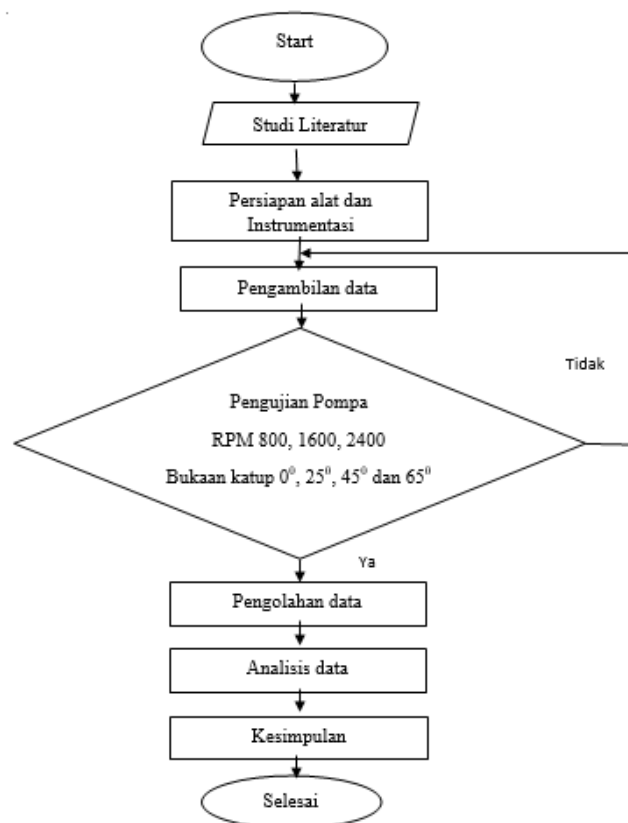 Start
Studi Literatur
Persiapan alat dan
Instrumentasi
Pengambilan data
Tidak
Pengujian Pompa
RPM 800, 1600, 2400
Bukaan katup 0⁰, 25⁰, 45⁰ dan 65⁰
Ya
Pengolahan data
Analisis data
Kesimpulan
Selesai